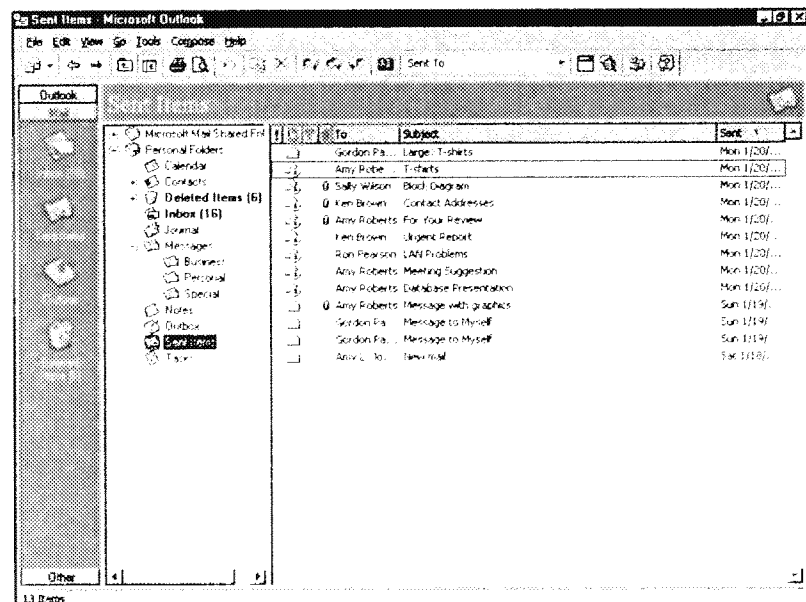 Sent Items - Microsoft Outlook
File Edit View Go Tools Compose Help
Sent To
Outlook
Mail
Sent Items
Microsoft Mail Shared Fol
Personal Folders
Calendar
Contacts
Deleted Items (6)
Inbox (16)
Journal
Messages
Business
Personal
Special
Notes
Outbox
Sent Items
Tasks
To Subject Sent
Gordon Pa... Large T-shirts Mon 1/20/...
Amy Robe... T-shirts Mon 1/20/...
Sally Wilson Block Diagram Mon 1/20/...
Ken Brown Contact Addresses Mon 1/20/...
Amy Roberts For Your Review Mon 1/20/...
Ken Brown Urgent Report Mon 1/20/...
Ron Pearson LAN Problems Mon 1/20/...
Amy Roberts Meeting Suggestion Mon 1/20/...
Amy Roberts Database Presentation Mon 1/20/...
Amy Roberts Message with graphics Sun 1/19/...
Gordon Pa... Message to Myself Sun 1/19/
Gordon Pa... Message to Myself Sun 1/19/
New mail Sat 1/18/...
Other
13 Items